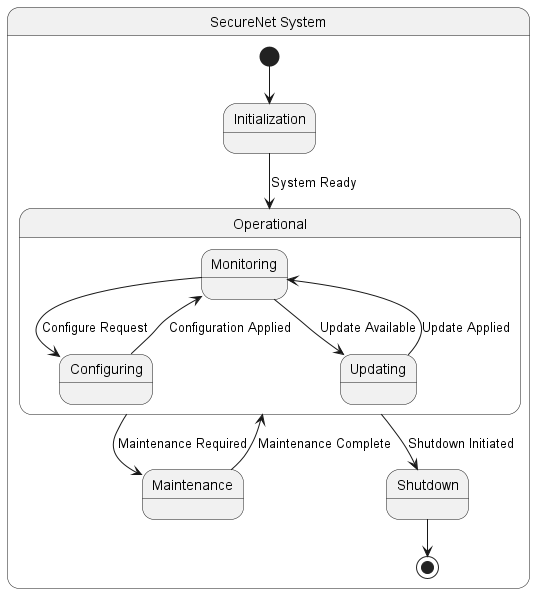 SecureNet System
Initialization
System Ready
Operational
Monitoring
Configure Request
Configuration Applied
Update Available
Update Applied
Configuring
Updating
Maintenance Required
Maintenance Complete
Shutdown Initiated
Maintenance
Shutdown